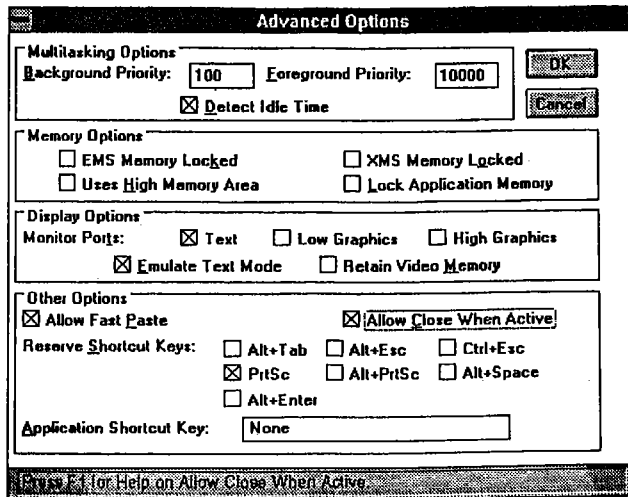 Advanced Options
Multitasking Options
Background Priority: 100 Foreground Priority: 10000
OK
Detect Idle Time
Cancel
Memory Options
EMS Memory Locked XMS Memory Locked
Uses High Memory Area Lock Application Memory
Display Options
Monitor Ports: Text Low Graphics High Graphics
Emulate Text Mode Retain Video Memory
Other Options
Allow Fast Paste Allow Close When Active
Reserve Shortcut Keys: Alt+Tab Alt+Esc Ctrl+Esc
PrtSc Alt+PrtSc Alt+Space
Alt+Enter
Application Shortcut Key: None
Press F1 for Help on Allow Close When Active.